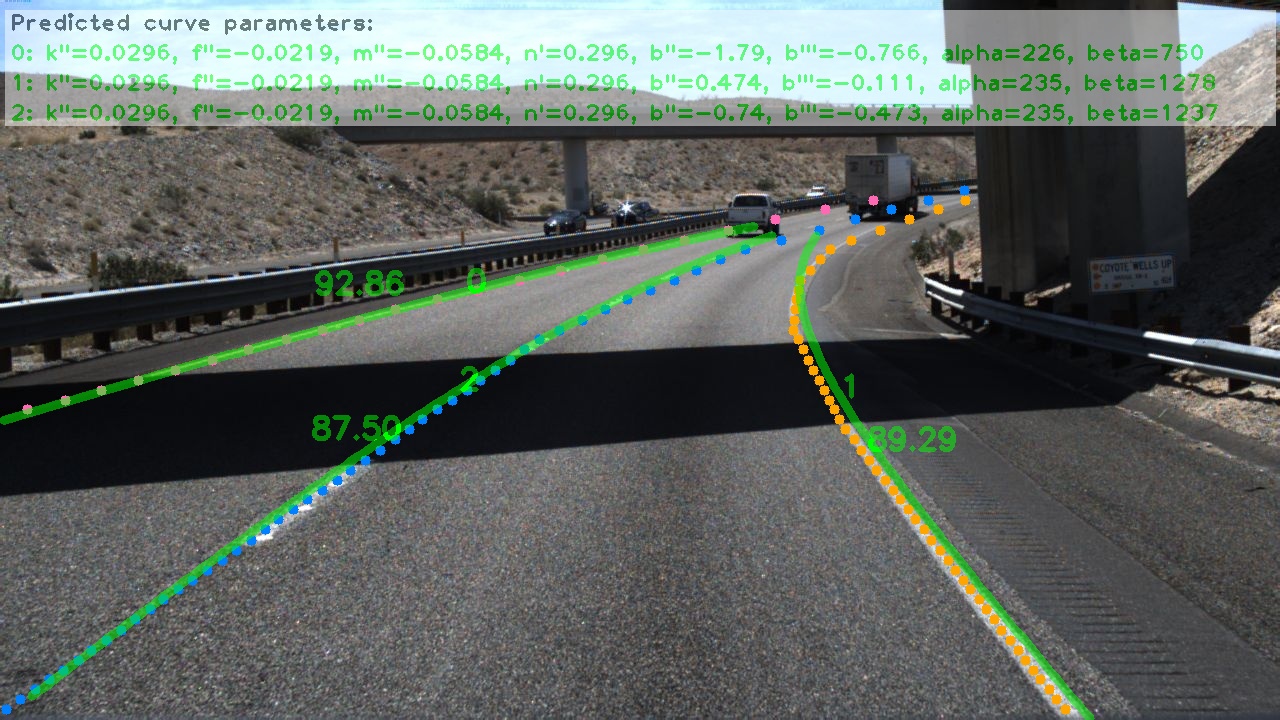 Predicted curve parameters:
0: k''=0.0296, f''=−0.0219, m''=−0.0584, n'=0.296, b''=−1.79, b'''=−0.766, alpha=226, beta=750
1: k''=0.0296, f''=−0.0219, m''=−0.0584, n'=0.296, b''=0.474, b'''=−0.111, alpha=235, beta=1278
2: k''=0.0296, f''=−0.0219, m''=−0.0584, n'=0.296, b''=−0.74, b'''=−0.473, alpha=235, beta=1237
COYOTE WELLS UP
92.86
0
2
1
87.50
89.29